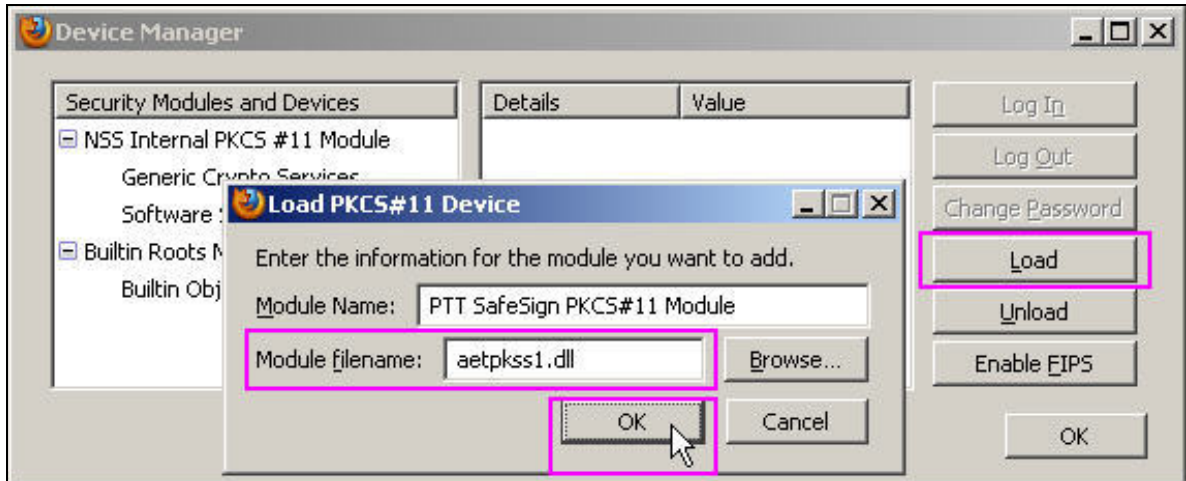 Device Manager
Security Modules and Devices
Details
Value
NSS Internal PKCS #11 Module
Generic Crypto Services
Software
Builtin Roots
Builtin Obj
Log In
Log Out
Change Password
Load
Unload
Enable FIPS
OK
Load PKCS#11 Device
Enter the information for the module you want to add.
Module Name: PTT SafeSign PKCS#11 Module
Module filename: aetpkss1.dll Browse...
OK Cancel